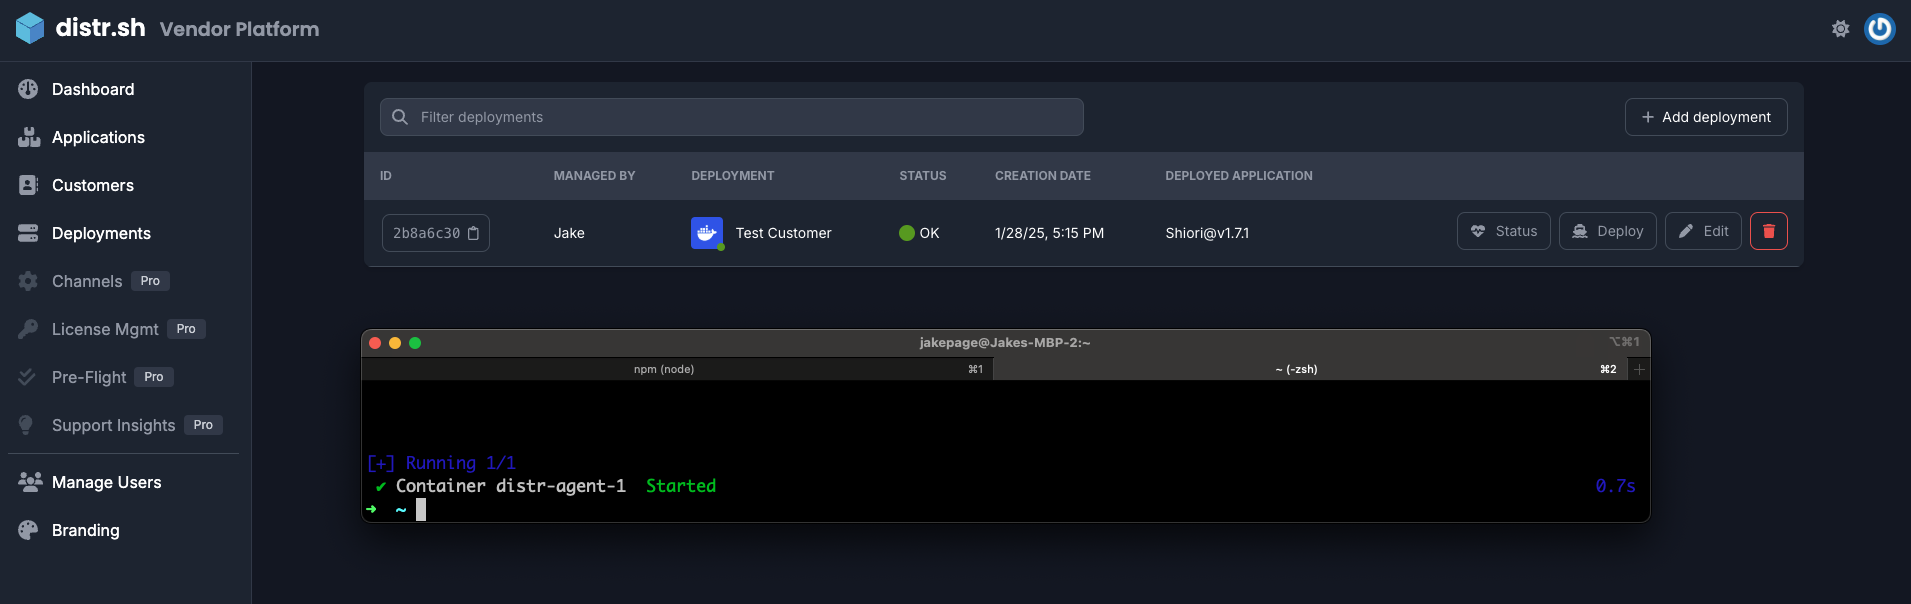 distr.sh Vendor Platform
Dashboard
Applications
Customers
Deployments
Channels Pro
License Mgmt Pro
Pre-Flight Pro
Support Insights Pro
Manage Users
Branding
Filter deployments
+ Add deployment
ID MANAGED BY DEPLOYMENT STATUS CREATION DATE DEPLOYED APPLICATION
2b8a6c30 Jake Test Customer OK 1/28/25, 5:15 PM Shiori@v1.7.1 Status Deploy Edit
jakepage@Jakes-MBP-2:~ ⌥⌘1
npm (node) ⌘1 ~ (-zsh) ⌘2 +
[+] Running 1/1
✔ Container distr-agent-1 Started 0.7s
➜ ~